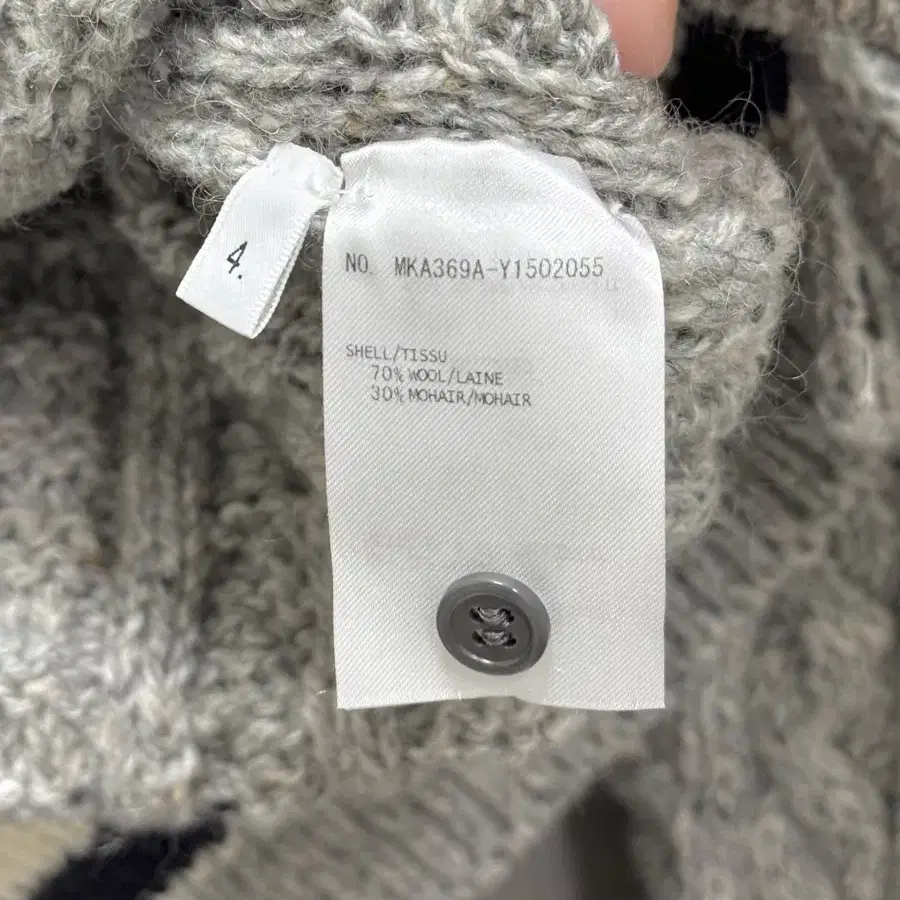 4.
NO. MKA369A-Y1502055
SHELL/TISSU
70% WOOL/LAINE
30% MOHAIR/MOHAIR